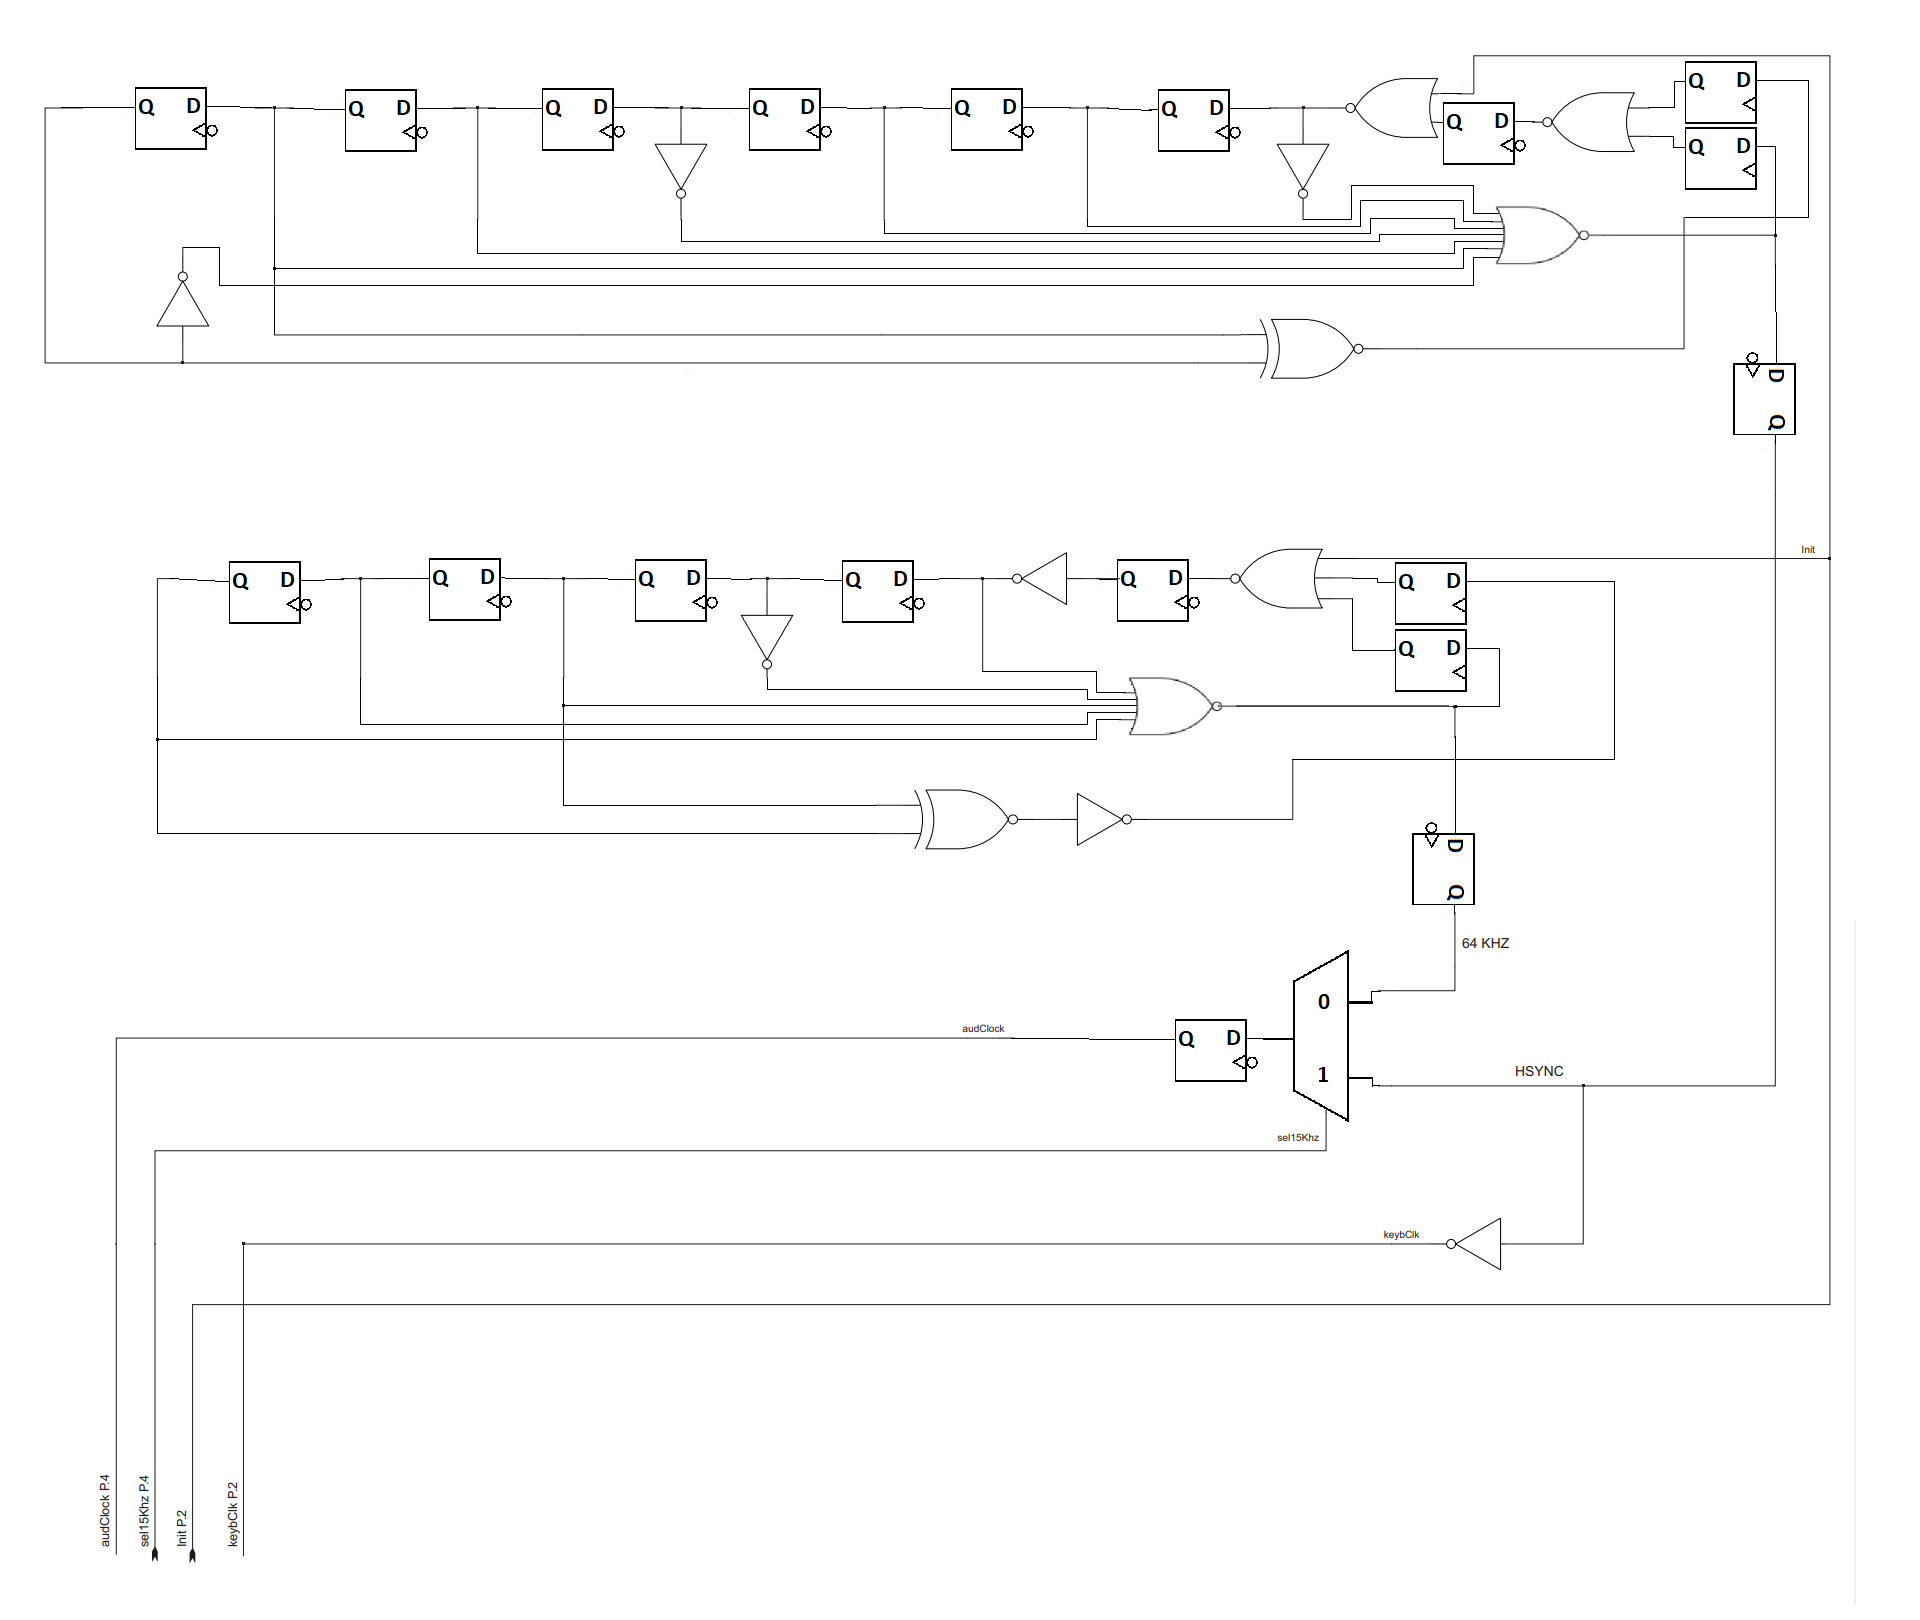 Q D Q D Q D Q D Q D Q D Q D Q D
Q D
D
Q
Init
Q D Q D Q D Q D Q D Q D
Q D
D
Q
64 KHZ
0
audClock
Q D
1
HSYNC
sel15Khz
keybClk
audClock P.4
sel15Khz P.4
Init P.2
keybClk P.2